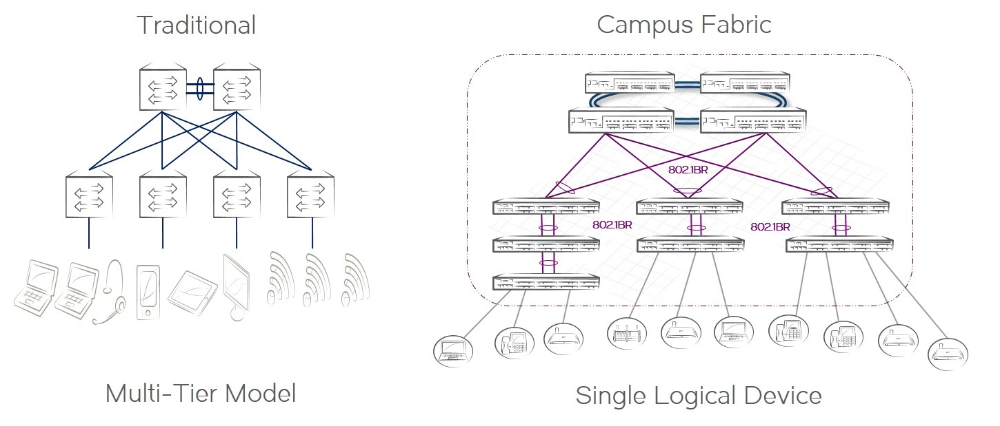 Traditional
Campus Fabric
802.1BR
802.1BR
802.1BR
Multi-Tier Model
Single Logical Device